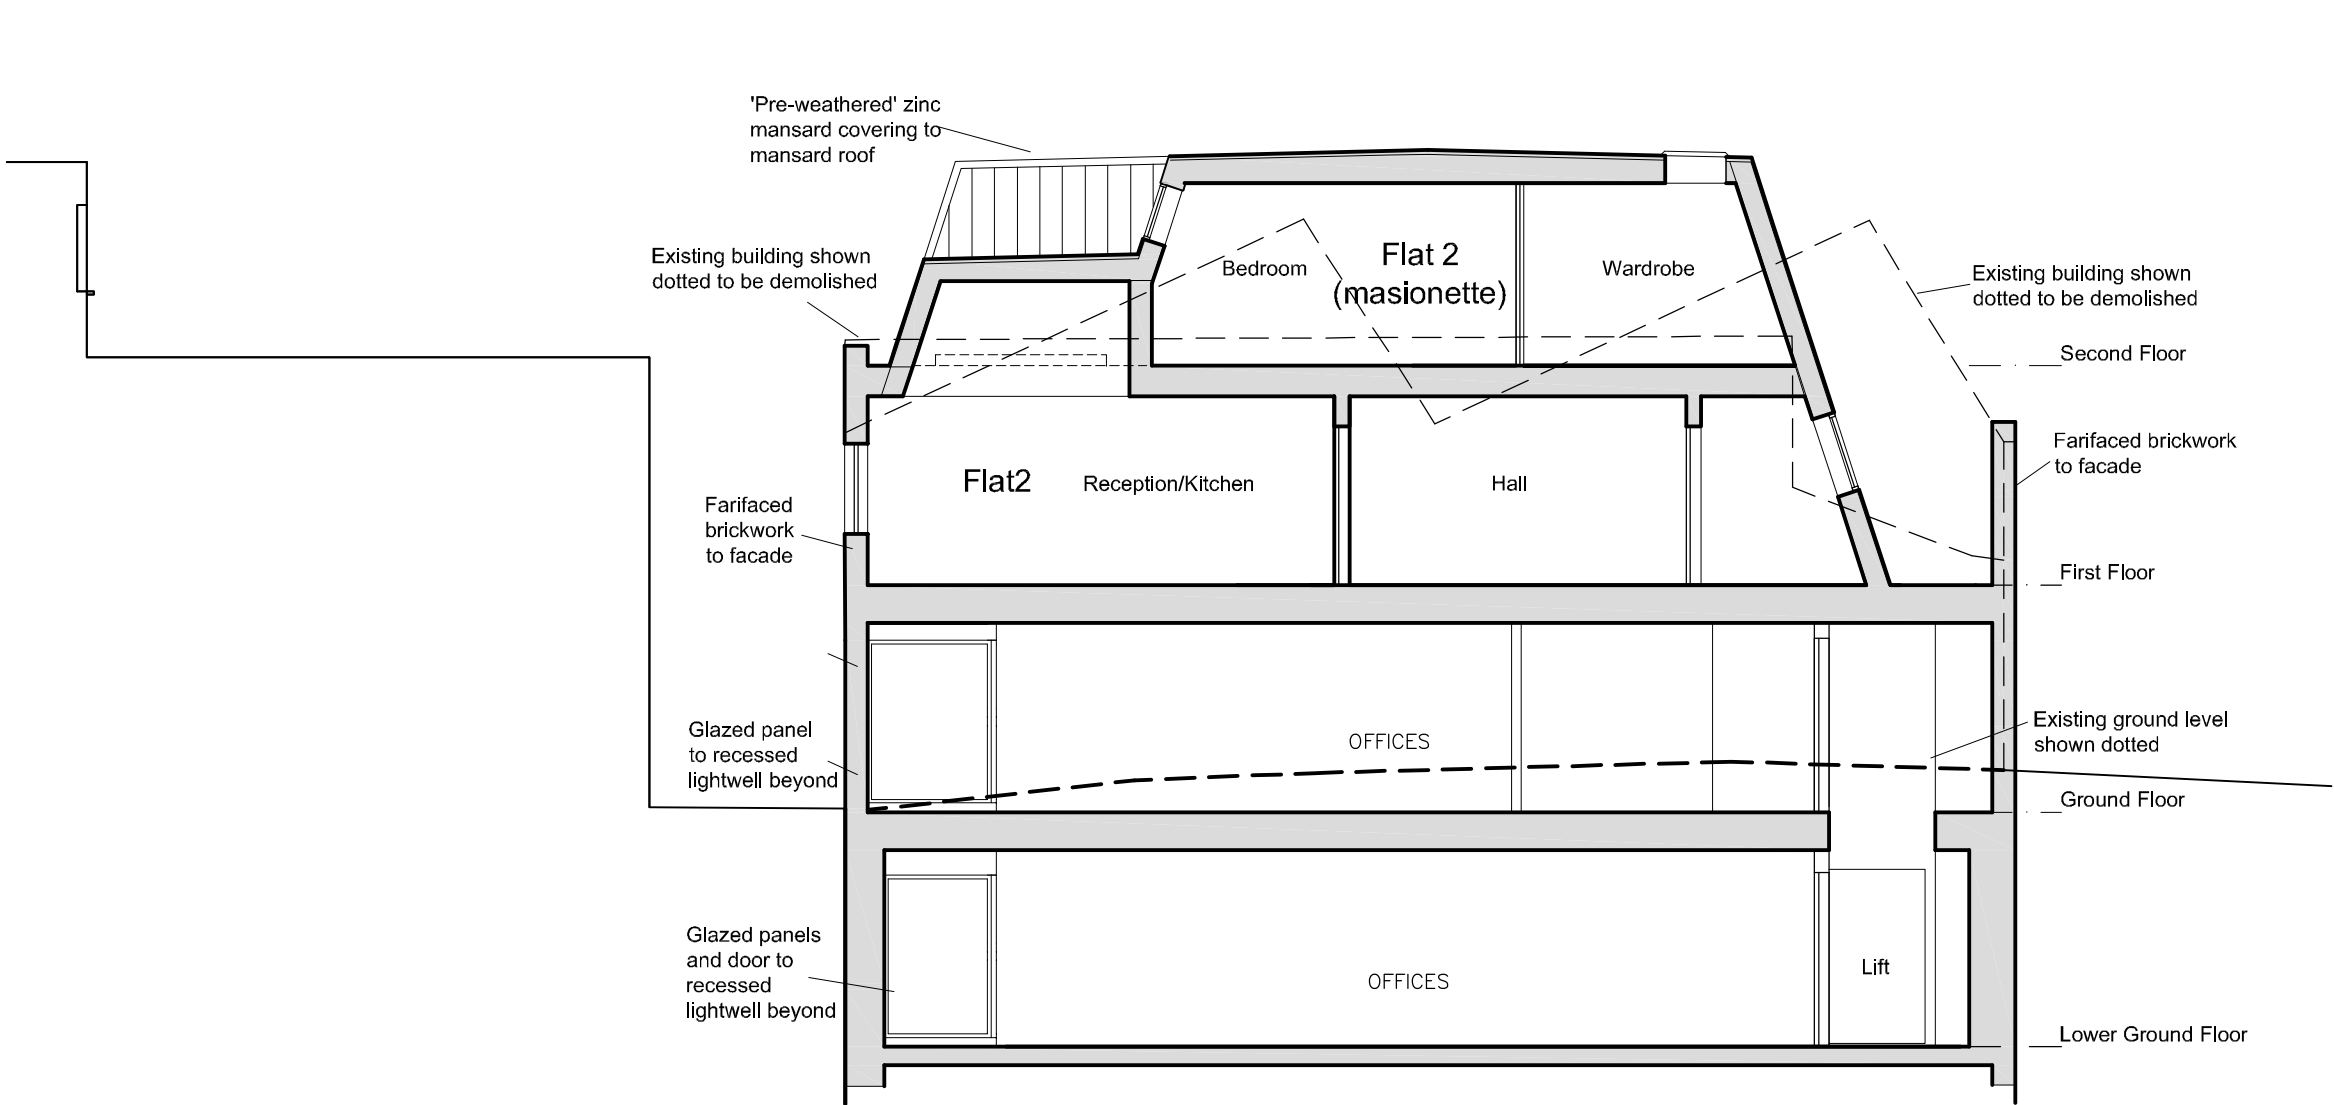 'Pre-weathered' zinc
mansard covering to
mansard roof
Existing building shown
dotted to be demolished
Bedroom
Flat 2
(masionette)
Wardrobe
Existing building shown
dotted to be demolished
Second Floor
Farifaced brickwork
to facade
Flat2
Reception/Kitchen
Hall
Farifaced
brickwork
to facade
First Floor
Glazed panel
to recessed
lightwell beyond
OFFICES
Existing ground level
shown dotted
Ground Floor
Glazed panels
and door to
recessed
lightwell beyond
OFFICES
Lift
Lower Ground Floor